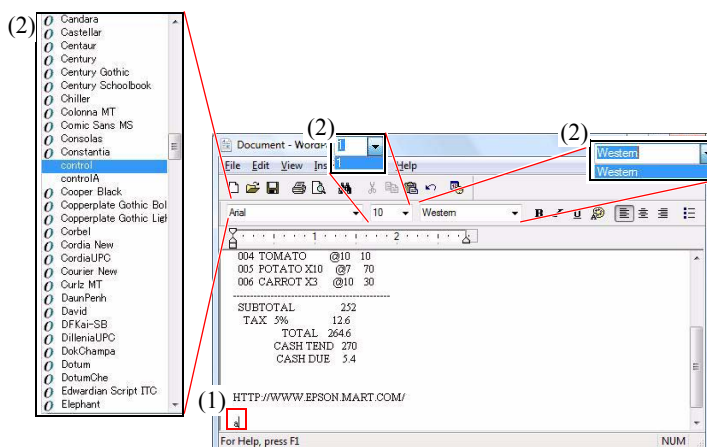 (2)
Candara
Castellar
Centaur
Century
Century Gothic
Century Schoolbook
Chiller
Colonna MT
Comic Sans MS
Consolas
Constantia
control
controlA
Cooper Black
Copperplate Gothic Bol
Copperplate Gothic Ligh
Corbel
Cordia New
CordiaUPC
Courier New
Curlz MT
DaunPenh
David
DFKai-SB
DilleniaUPC
DokChampa
Dotum
DotumChe
Edwardian Script ITC
Elephant
(2)
1
1
(2)
Western
Western
Document - WordP
File Edit View Ins Help
Arial 10 Western B U
1 2
004 TOMATO @10 10
005 POTATO X10 @7 70
006 CARROT X3 @10 30
------------------------------------------------
SUBTOTAL 252
TAX 5% 12.6
TOTAL 264.6
CASH TEND 270
CASH DUE 5.4
HTTP://WWW.EPSON.MART.COM/
(1)
a
For Help, press F1 NUM